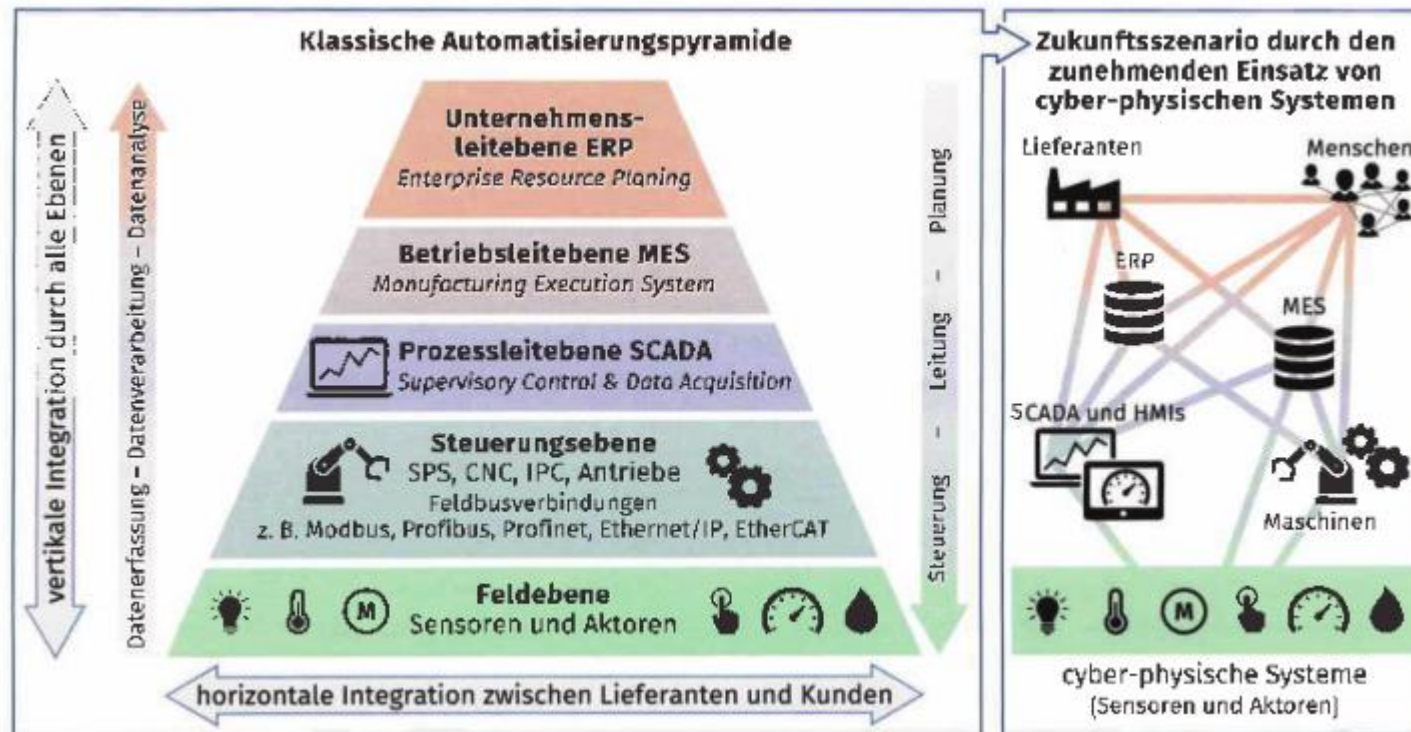 Klassische Automatisierungspyramide
vertikale Integration durch alle Ebenen
Datenerfassung – Datenverarbeitung – Datenanalyse
Unternehmens-
leitebene ERP
Enterprise Resource Planing
Betriebsleitebene MES
Manufacturing Execution System
Prozessleitebene SCADA
Supervisory Control & Data Acquisition
Steuerungsebene
SPS, CNC, IPC, Antriebe
Feldbusverbindungen
z. B. Modbus, Profibus, Profinet, Ethernet/IP, EtherCAT
Feldebene
M
Sensoren und Aktoren
Steuerung – Leitung – Planung
horizontale Integration zwischen Lieferanten und Kunden
Zukunftsszenario durch den
zunehmenden Einsatz von
cyber-physischen Systemen
Lieferanten
Menschen
ERP
MES
SCADA und HMIs
Maschinen
M
cyber-physische Systeme
(Sensoren und Aktoren)